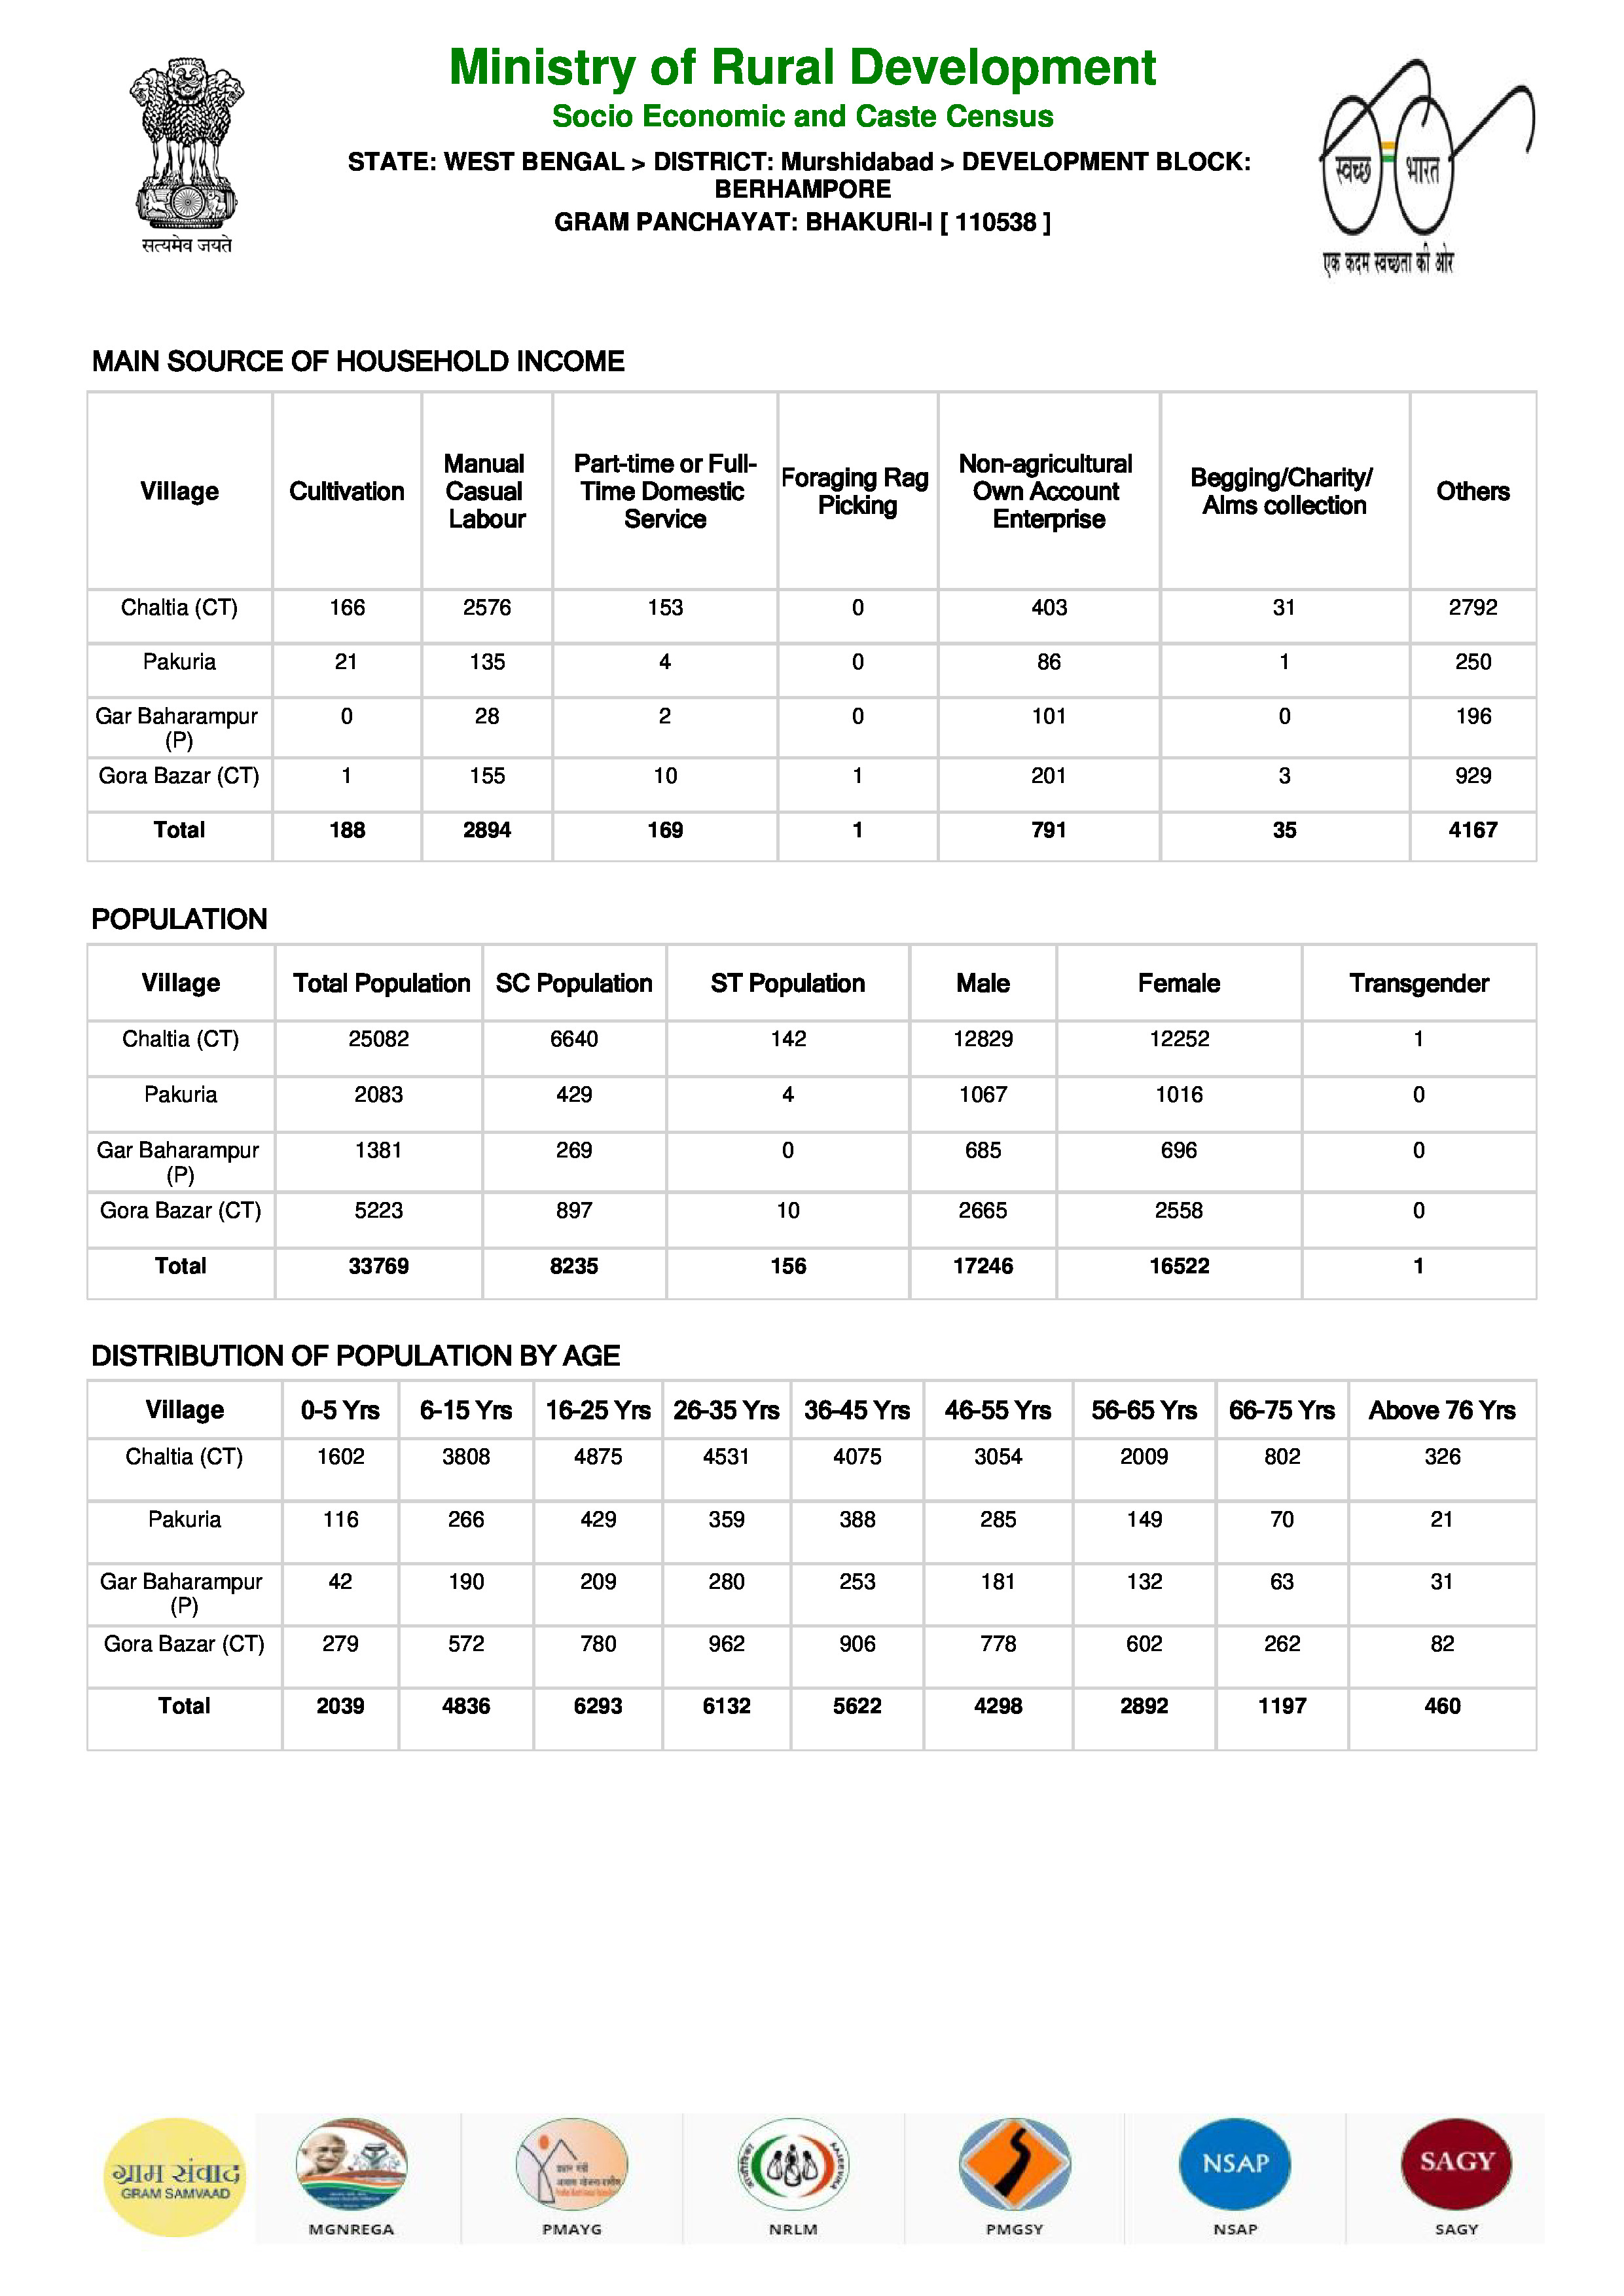 Ministry of Rural Development
Socio Economic and Caste Census
STATE: WEST BENGAL > DISTRICT: Murshidabad > DEVELOPMENT BLOCK:
BERHAMPORE
GRAM PANCHAYAT: BHAKURI-I [ 110538 ]
सत्यमेव जयते
स्वच्छ भारत
एक कदम स्वच्छता की ओर
MAIN SOURCE OF HOUSEHOLD INCOME
Village Cultivation Manual Casual Labour Part-time or Full-Time Domestic Service Foraging Rag Picking Non-agricultural Own Account Enterprise Begging/Charity/ Alms collection Others
Chaltia (CT) 166 2576 153 0 403 31 2792
Pakuria 21 135 4 0 86 1 250
Gar Baharampur (P) 0 28 2 0 101 0 196
Gora Bazar (CT) 1 155 10 1 201 3 929
Total 188 2894 169 1 791 35 4167
POPULATION
Village Total Population SC Population ST Population Male Female Transgender
Chaltia (CT) 25082 6640 142 12829 12252 1
Pakuria 2083 429 4 1067 1016 0
Gar Baharampur (P) 1381 269 0 685 696 0
Gora Bazar (CT) 5223 897 10 2665 2558 0
Total 33769 8235 156 17246 16522 1
DISTRIBUTION OF POPULATION BY AGE
Village 0-5 Yrs 6-15 Yrs 16-25 Yrs 26-35 Yrs 36-45 Yrs 46-55 Yrs 56-65 Yrs 66-75 Yrs Above 76 Yrs
Chaltia (CT) 1602 3808 4875 4531 4075 3054 2009 802 326
Pakuria 116 266 429 359 388 285 149 70 21
Gar Baharampur (P) 42 190 209 280 253 181 132 63 31
Gora Bazar (CT) 279 572 780 962 906 778 602 262 82
Total 2039 4836 6293 6132 5622 4298 2892 1197 460
ग्राम संवाद
GRAM SAMVAAD
NSAP
SAGY
MGNREGA PMAYG NRLM PMGSY NSAP SAGY